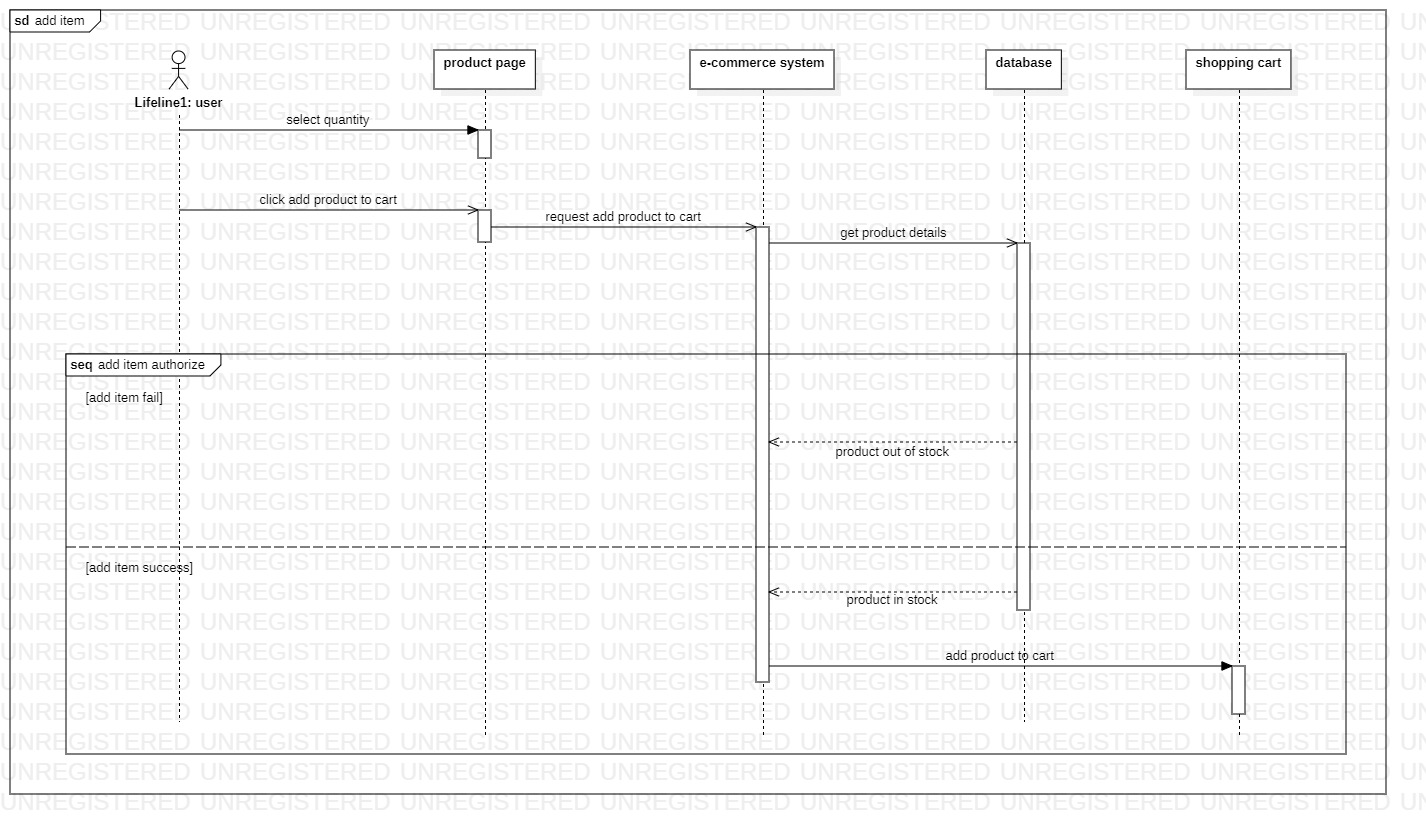 sd add item
product page
e-commerce system
database
shopping cart
Lifeline1: user
select quantity
click add product to cart
request add product to cart
get product details
seq add item authorize
[add item fail]
product out of stock
[add item success]
product in stock
add product to cart
UNREGISTERED